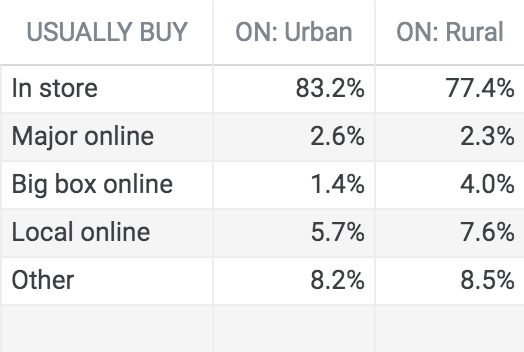 USUALLY BUY ON: Urban ON: Rural
In store 83.2% 77.4%
Major online 2.6% 2.3%
Big box online 1.4% 4.0%
Local online 5.7% 7.6%
Other 8.2% 8.5%